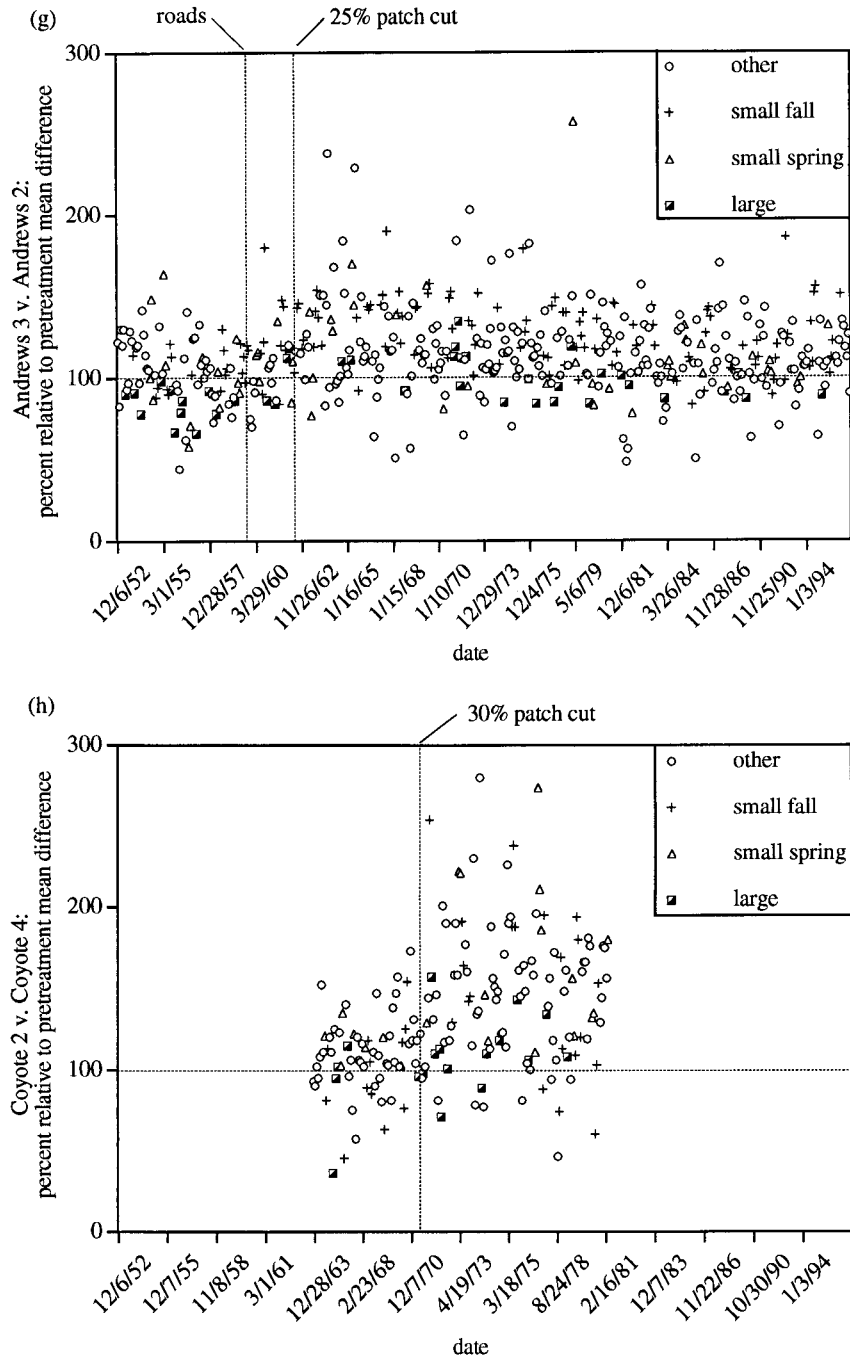 (g)
roads
25% patch cut
300
200
100
0
Andrews 3 v. Andrews 2:
percent relative to pretreatment mean difference
other
small fall
small spring
large
12/6/52
3/1/55
12/28/57
3/29/60
11/26/62
1/16/65
1/15/68
1/10/70
12/29/73
12/4/75
5/6/79
12/6/81
3/26/84
11/28/86
11/25/90
1/3/94
date
(h)
30% patch cut
300
200
100
0
Coyote 2 v. Coyote 4:
percent relative to pretreatment mean difference
other
small fall
small spring
large
12/6/52
12/7/55
11/8/58
3/1/61
12/28/63
2/23/68
12/7/70
4/19/73
3/18/75
8/24/78
2/16/81
12/7/83
11/22/86
10/30/90
1/3/94
date